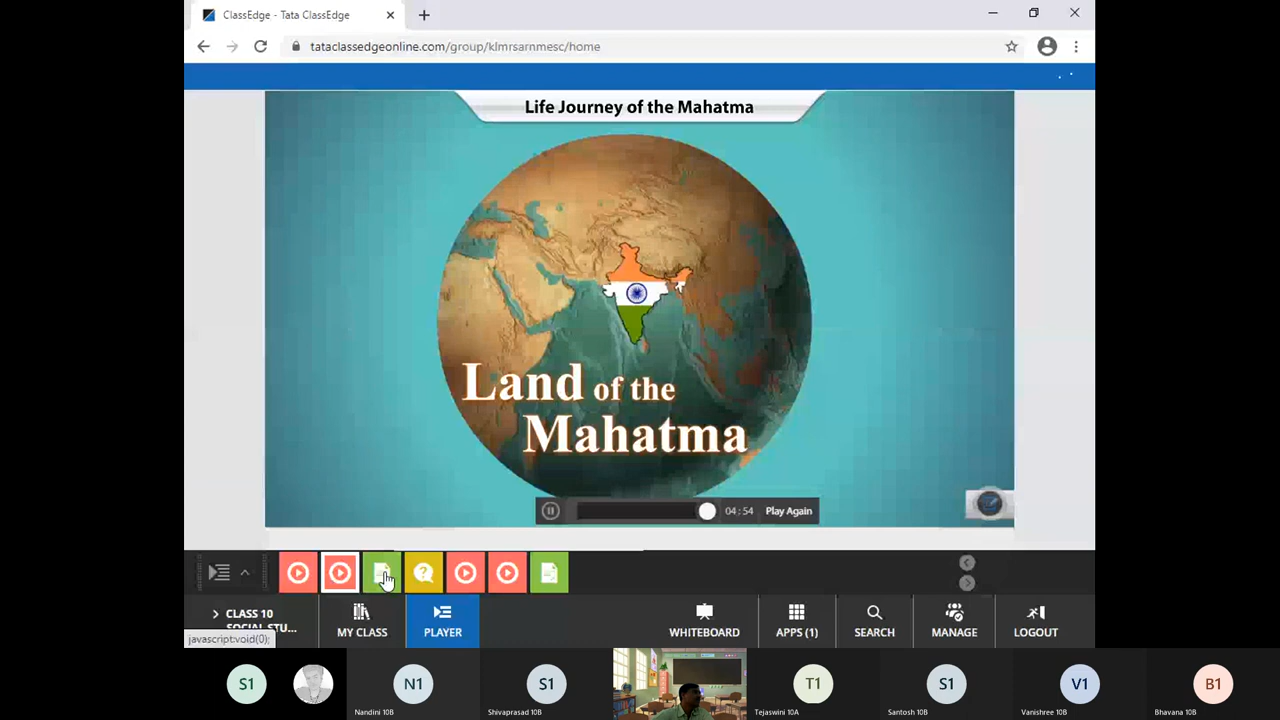 ClassEdge - Tata ClassEdge
tataclassedgeonline.com/group/klmrsarnmesc/home
Life Journey of the Mahatma
Land of the
Mahatma
04 : 54 Play Again
CLASS 10
SOCIAL STU...
MY CLASS
PLAYER
WHITEBOARD
APPS (1)
SEARCH
MANAGE
LOGOUT
javascript:void(0);
S1
N1
S1
T1
S1
V1
B1
Nandini 10B
Shivaprasad 10B
Tejaswini 10A
Santosh 10B
Vanishree 10B
Bhavana 10B